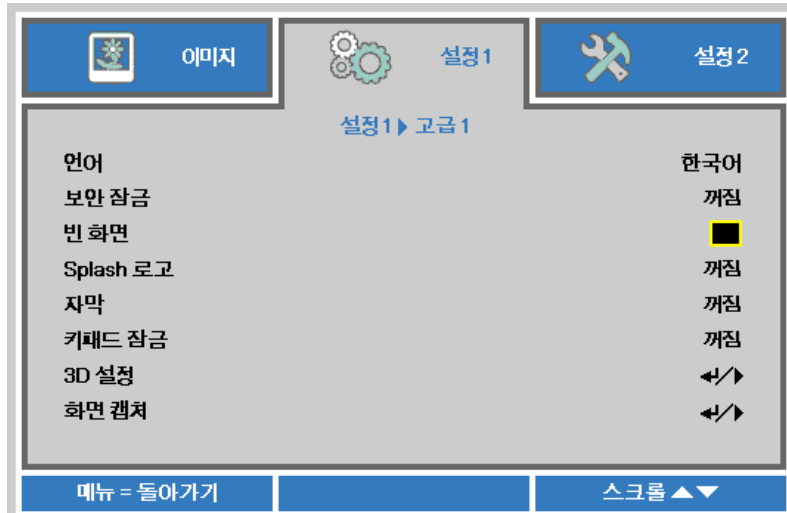 이미지
설정 1
설정 2
설정 1 ▶ 고급 1
언어 한국어
보안 잠금 꺼짐
빈 화면
Splash 로고 꺼짐
자막 꺼짐
키패드 잠금 꺼짐
3D 설정 ↵/▶
화면 캡처 ↵/▶
메뉴 = 돌아가기
스크롤 ▲▼